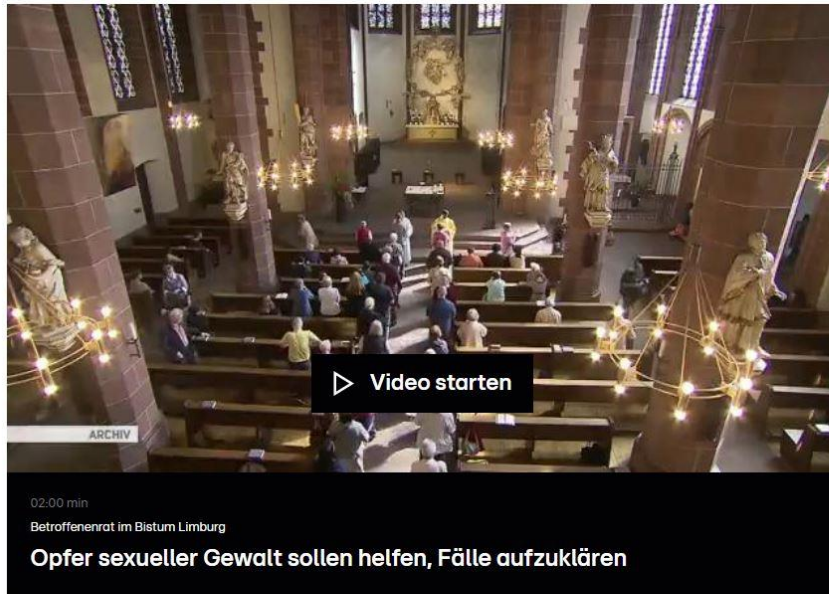 Video starten
ARCHIV
02:00 min
Betroffenenrat im Bistum Limburg
Opfer sexueller Gewalt sollen helfen, Fälle aufzuklären